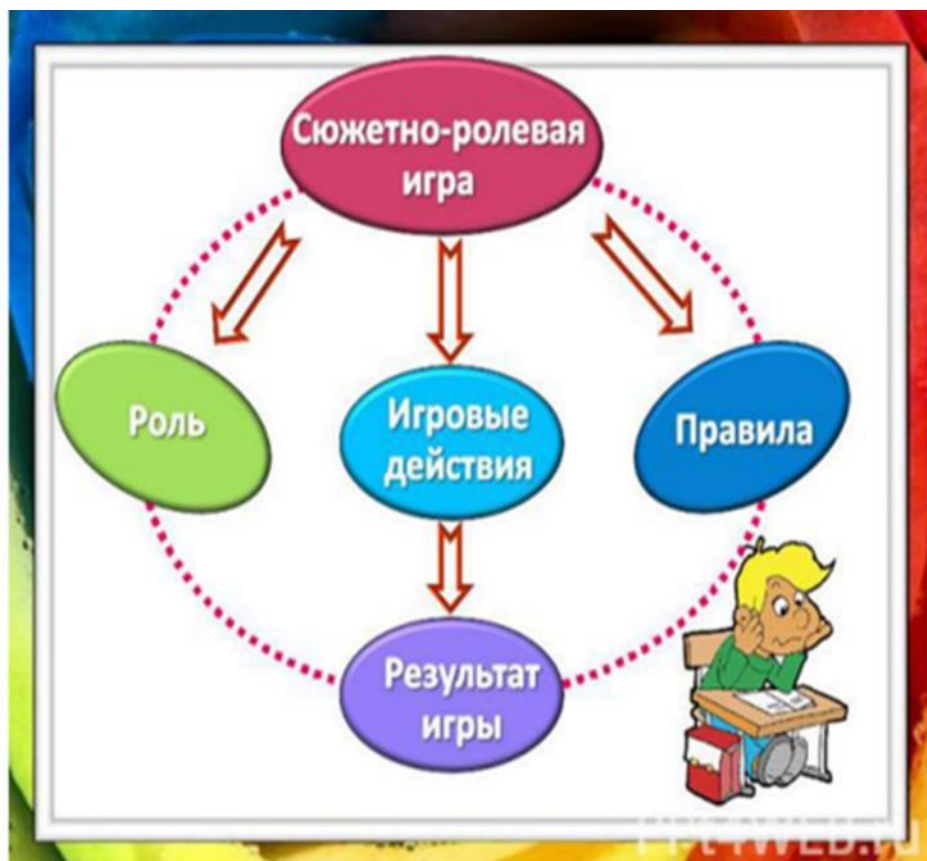 Сюжетно-ролевая
игра
Роль
Игровые
действия
Правила
Результат
игры